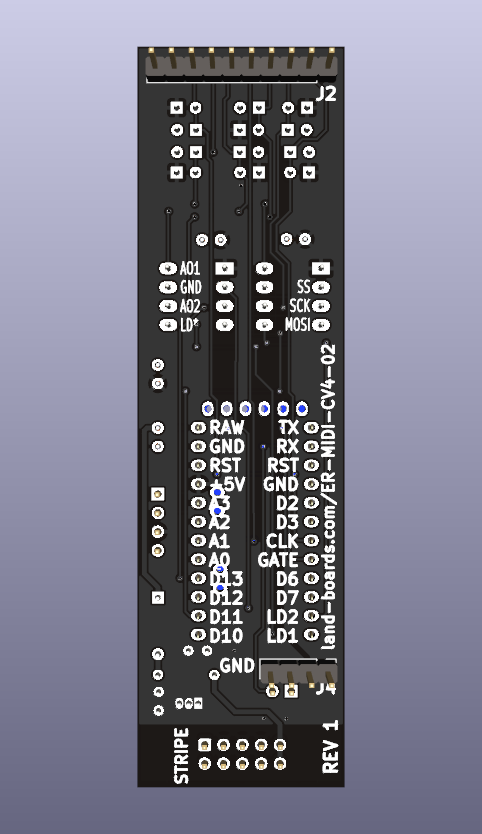 J2
AO1
GND
SS
AO2
SCK
LD*
MOSI
RAW TX
GND RX
RST RST
+5V GND
A3 D2
A2 D3
A1 CLK
A0 GATE
D13 D6
D12 D7
D11 LD2
D10 LD1
land-boards.com/ER-MIDI-CV4-02
GND
J4
STRIPE
REV 1